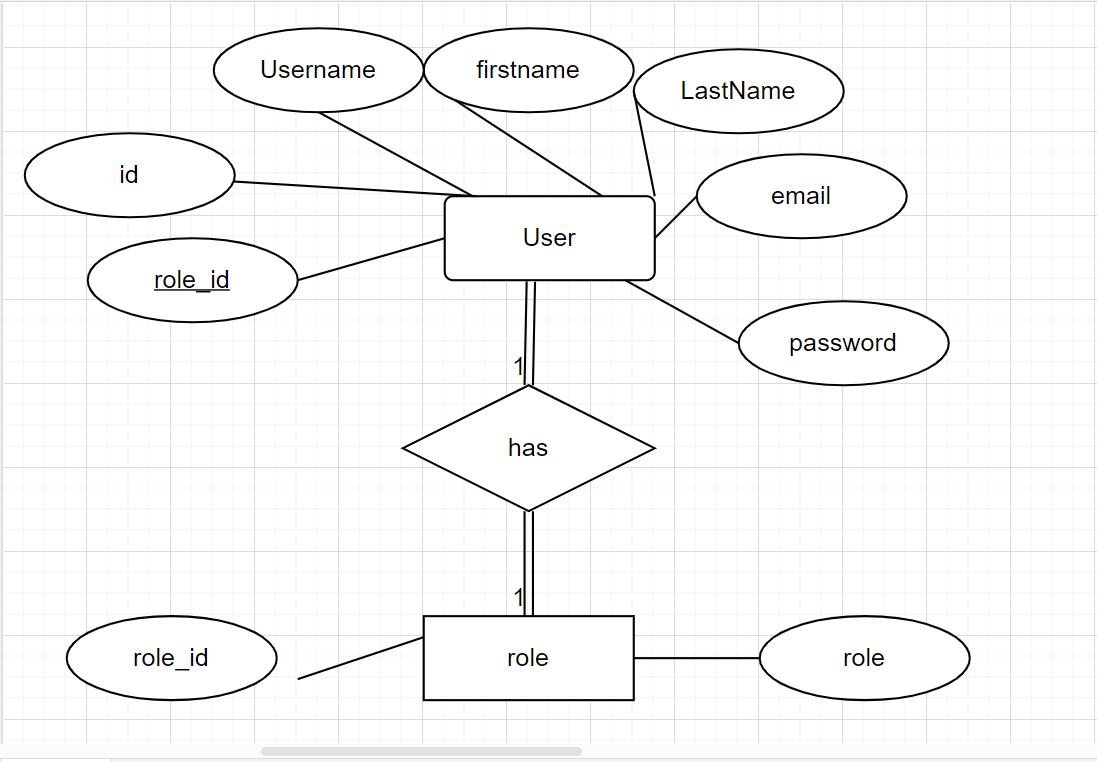 Username
firstname
LastName
id
email
User
role_id
password
1
has
1
role_id
role
role